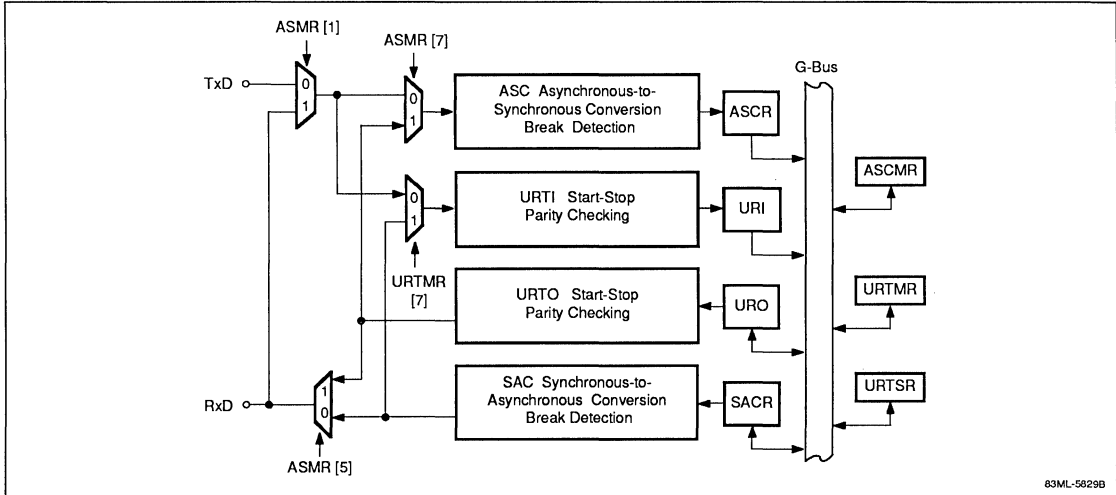 ASMR [1]
ASMR [7]
G-Bus
TxD
0
1
0
1
ASC Asynchronous-to-
Synchronous Conversion
Break Detection
ASCR
ASCMR
0
1
URTI Start-Stop
Parity Checking
URI
URTMR
[7]
URTO Start-Stop
Parity Checking
URO
URTMR
RxD
1
0
SAC Synchronous-to-
Asynchronous Conversion
Break Detection
SACR
URTSR
ASMR [5]
83ML-5829B